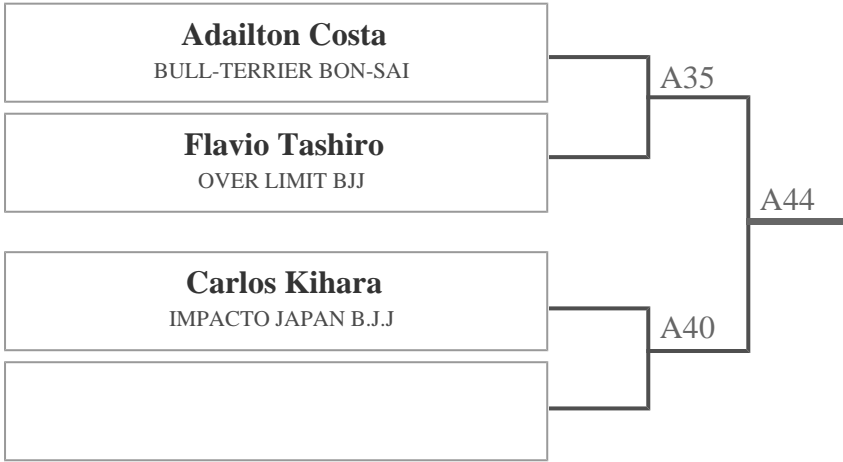 Adailton Costa
BULL-TERRIER BON-SAI
A35
Flavio Tashiro
OVER LIMIT BJJ
A44
Carlos Kihara
IMPACTO JAPAN B.J.J
A40